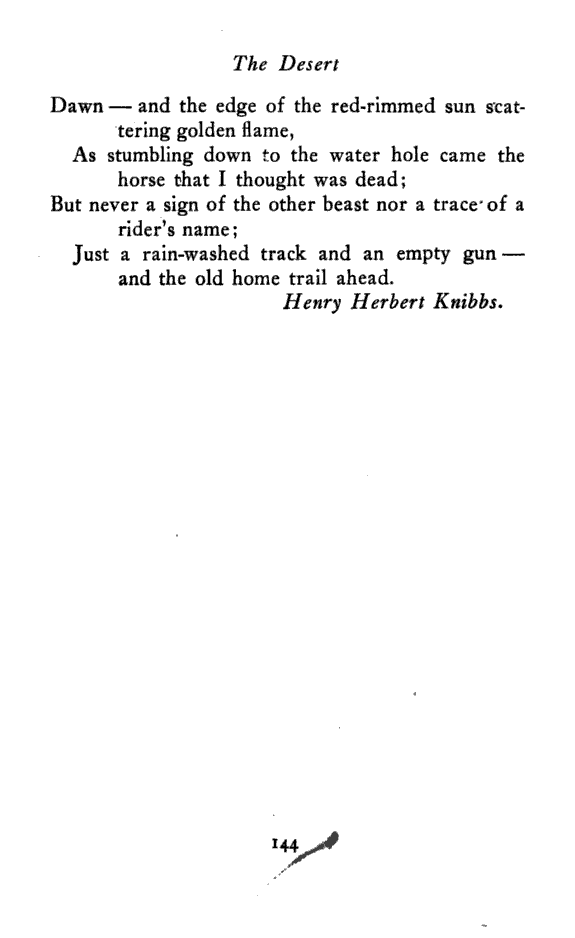 The Desert
Dawn — and the edge of the red-rimmed sun scat-
tering golden flame,
As stumbling down to the water hole came the
horse that I thought was dead;
But never a sign of the other beast nor a trace of a
rider's name;
Just a rain-washed track and an empty gun —
and the old home trail ahead.
Henry Herbert Knibbs.
144